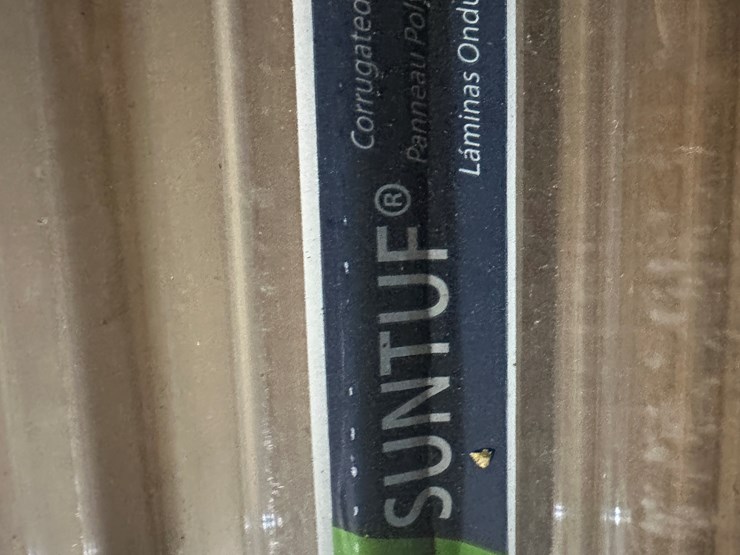 SUNTUF®
Corrugated
Panneau Poly
Láminas Ondu